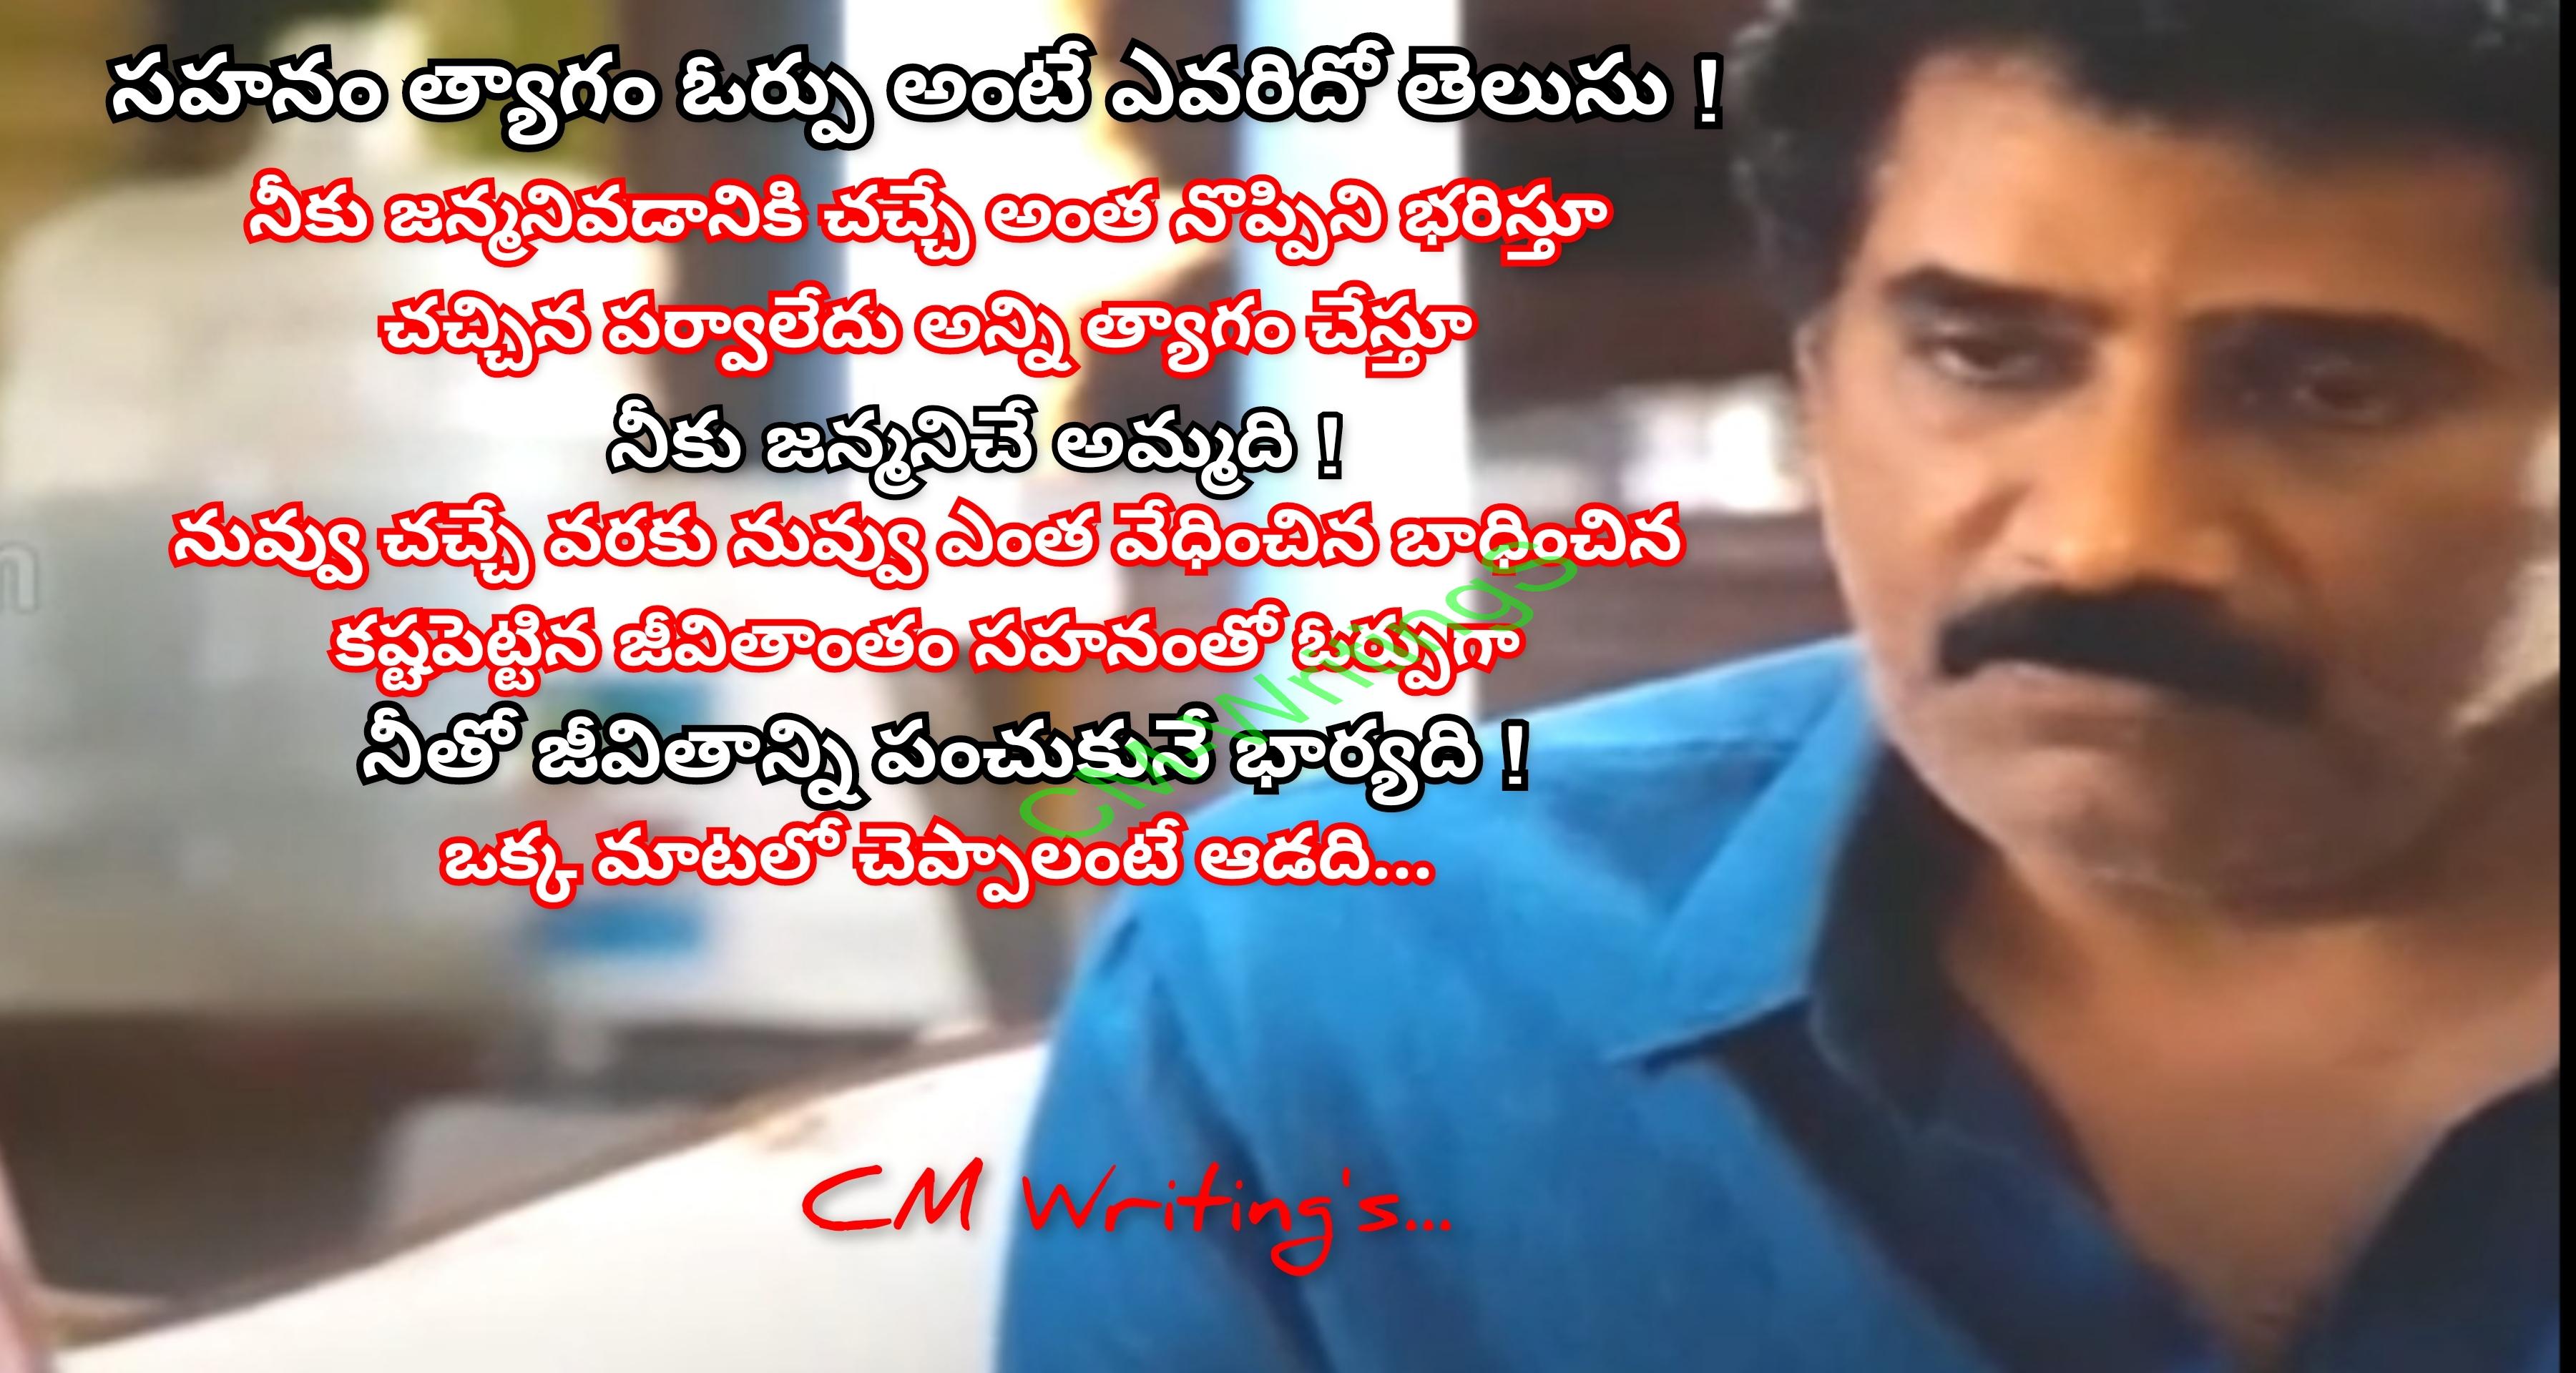 సహనం త్యాగం ఓర్పు అంటే ఎవరిదో తెలుసు !
నీకు జన్మనివడానికి చచ్చే అంత నొప్పిని భరిస్తూ
చచ్చిన పర్వాలేదు అన్ని త్యాగం చేస్తూ
నీకు జన్మనిచే అమ్మది !
నువ్వు చచ్చే వరకు నువ్వు ఎంత వేధించిన బాధించిన
కష్టపెట్టిన జీవితాంతం సహనంతో ఓర్పుగా
నీతో జీవితాన్ని పంచుకునే భార్యది !
ఒక్క మాటలో చెప్పాలంటే ఆడది...
CM Writing's...